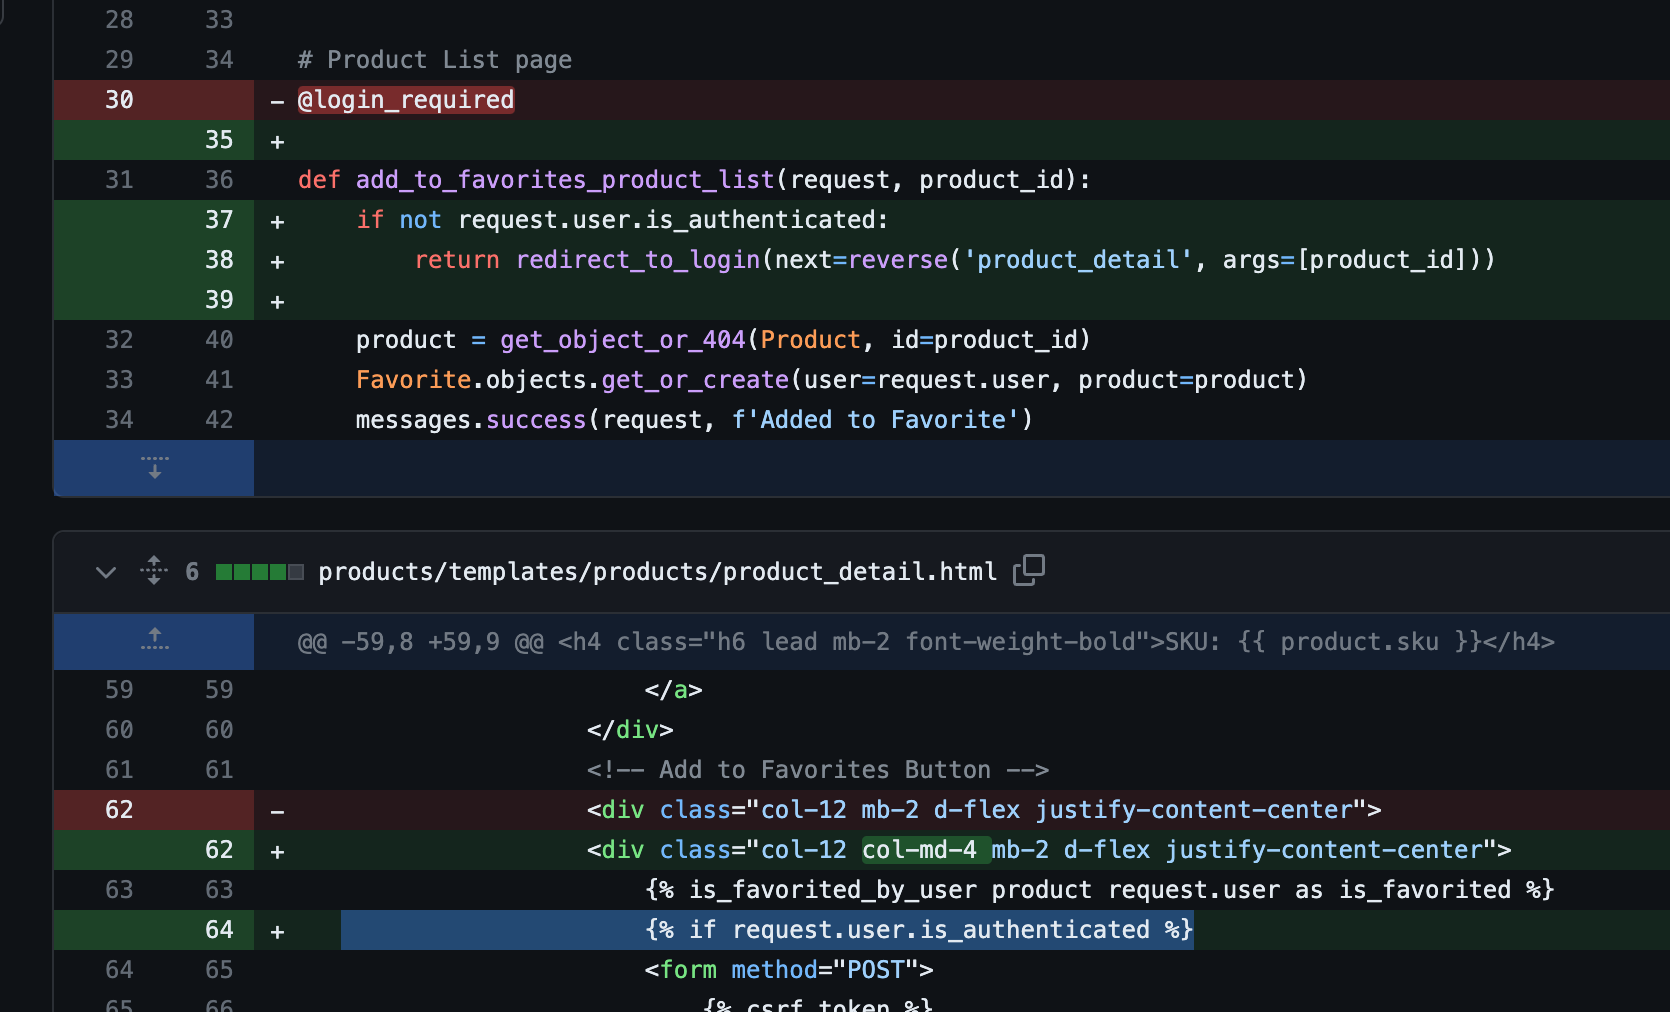 28 33
29 34 # Product List page
30 - @login_required
35 +
31 36 def add_to_favorites_product_list(request, product_id):
37 + if not request.user.is_authenticated:
38 + return redirect_to_login(next=reverse('product_detail', args=[product_id]))
39 +
32 40 product = get_object_or_404(Product, id=product_id)
33 41 Favorite.objects.get_or_create(user=request.user, product=product)
34 42 messages.success(request, f'Added to Favorite')
6 products/templates/products/product_detail.html
@@ -59,8 +59,9 @@ <h4 class="h6 lead mb-2 font-weight-bold">SKU: {{ product.sku }}</h4>
59 59 </a>
60 60 </div>
61 61 <!-- Add to Favorites Button -->
62 - <div class="col-12 mb-2 d-flex justify-content-center">
62 + <div class="col-12 col-md-4 mb-2 d-flex justify-content-center">
63 63 {% is_favorited_by_user product request.user as is_favorited %}
64 + {% if request.user.is_authenticated %}
64 65 <form method="POST">
65 66 {% csrf_token %}